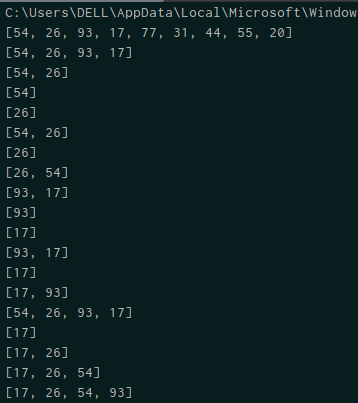 C:\Users\DELL\AppData\Local\Microsoft\Window
[54, 26, 93, 17, 77, 31, 44, 55, 20]
[54, 26, 93, 17]
[54, 26]
[54]
[26]
[54, 26]
[26]
[26, 54]
[93, 17]
[93]
[17]
[93, 17]
[17]
[17, 93]
[54, 26, 93, 17]
[17]
[17, 26]
[17, 26, 54]
[17, 26, 54, 93]